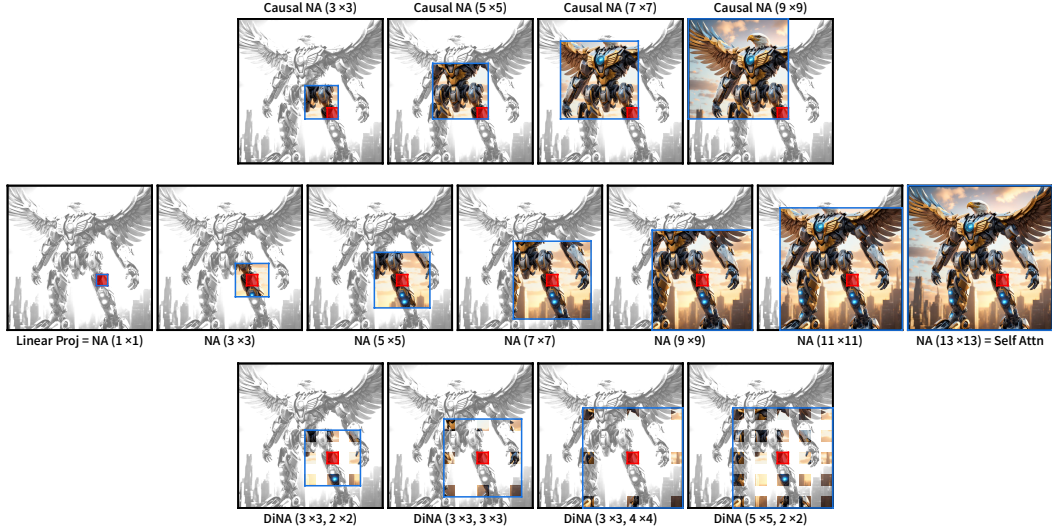 Causal NA (3 ×3)
Causal NA (5 ×5)
Causal NA (7 ×7)
Causal NA (9 ×9)
Linear Proj = NA (1 ×1)
NA (3 ×3)
NA (5 ×5)
NA (7 ×7)
NA (9 ×9)
NA (11 ×11)
NA (13 ×13) = Self Attn
DiNA (3 ×3, 2 ×2)
DiNA (3 ×3, 3 ×3)
DiNA (3 ×3, 4 ×4)
DiNA (5 ×5, 2 ×2)